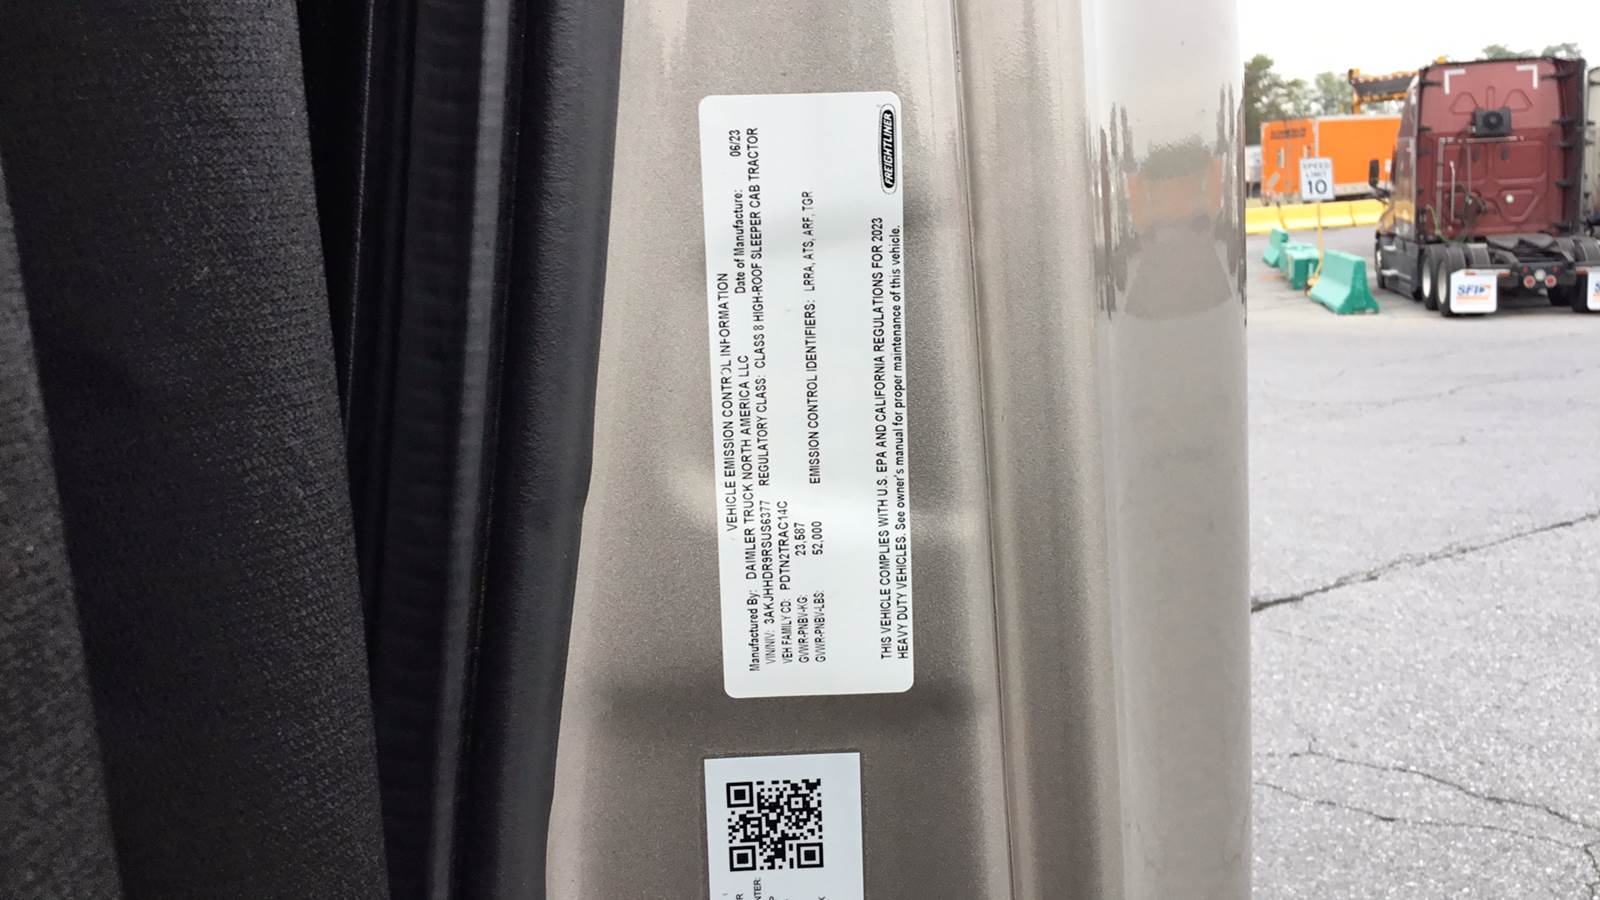 VEHICLE EMISSION CONTROL INFORMATION
Manufactured By: DAIMLER TRUCK NORTH AMERICA LLC Date of Manufacture: 06/23
VIN/NIV: 3AKJHHDR9RSUS6377 REGULATORY CLASS: CLASS 8 HIGH-ROOF SLEEPER CAB TRACTOR
VEH FAMILY CD: PDTN2TRAC14C
GVWR-PNBV-KG: 23,587
GVWR-PNBV-LBS: 52,000 EMISSION CONTROL IDENTIFIERS: LRRA, ATS, ARF, TGR
THIS VEHICLE COMPLIES WITH U.S. EPA AND CALIFORNIA REGULATIONS FOR 2023
HEAVY DUTY VEHICLES. See owner's manual for proper maintenance of this vehicle.
FREIGHTLINER
SPEED
LIMIT
10
SFI